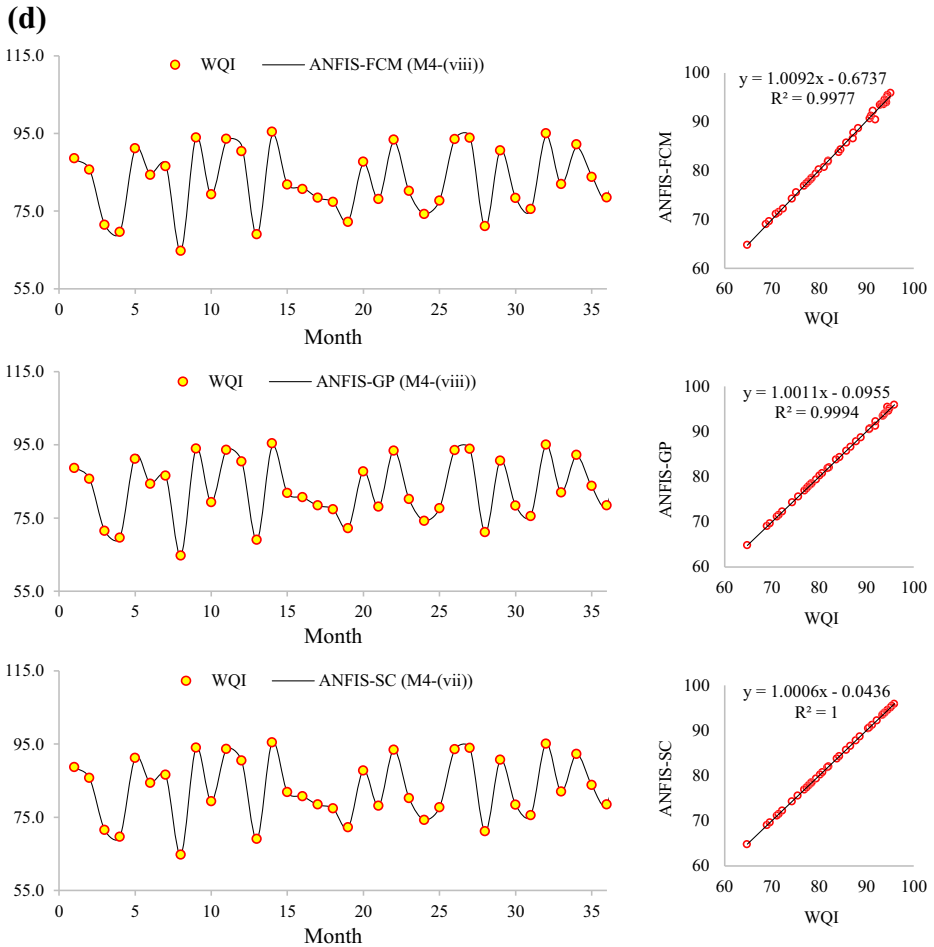 (d)
WQI ANFIS-FCM (M4-(viii))
115.0
95.0
75.0
55.0
0 5 10 15 20 25 30 35
Month
y = 1.0092x - 0.6737
R² = 0.9977
ANFIS-FCM
100
90
80
70
60
60 70 80 90 100
WQI
WQI ANFIS-GP (M4-(viii))
115.0
95.0
75.0
55.0
0 5 10 15 20 25 30 35
Month
y = 1.0011x - 0.0955
R² = 0.9994
ANFIS-GP
100
90
80
70
60
60 70 80 90 100
WQI
WQI ANFIS-SC (M4-(vii))
115.0
95.0
75.0
55.0
0 5 10 15 20 25 30 35
Month
y = 1.0006x - 0.0436
R² = 1
ANFIS-SC
100
90
80
70
60
60 70 80 90 100
WQI